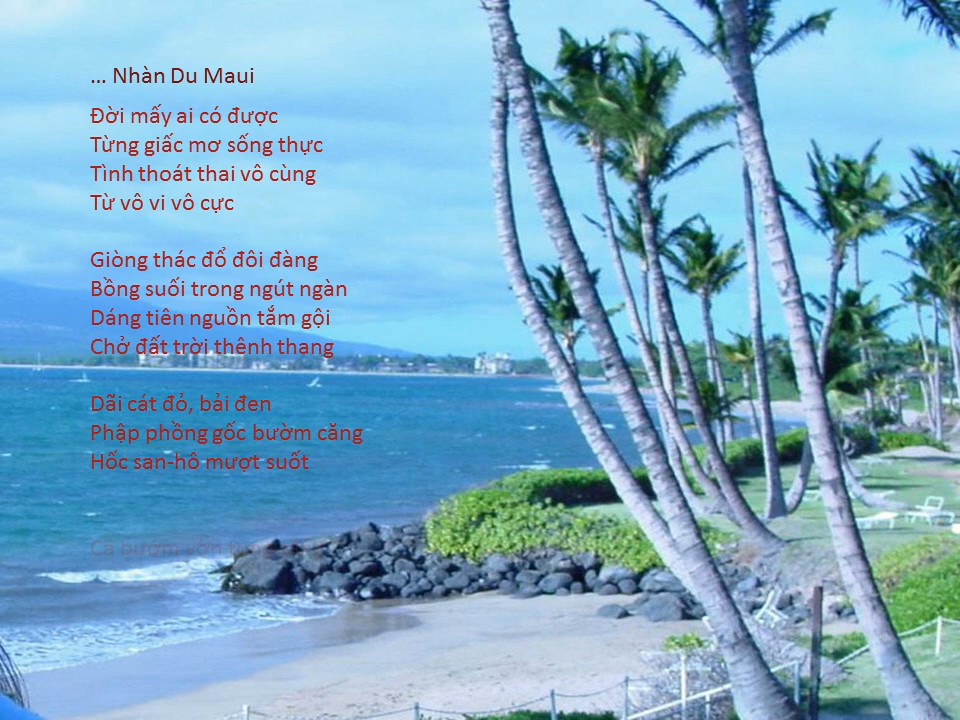 ... Nhàn Du Maui
Đời mấy ai có được
Từng giấc mơ sống thực
Tình thoát thai vô cùng
Từ vô vi vô cực
Giòng thác đổ đôi đàng
Bồng suối trong ngút ngàn
Dáng tiên nguồn tắm gội
Chở đất trời thênh thang
Dãi cát đỏ, bải đen
Phập phồng gốc bườm căng
Hốc san-hô mượt suốt